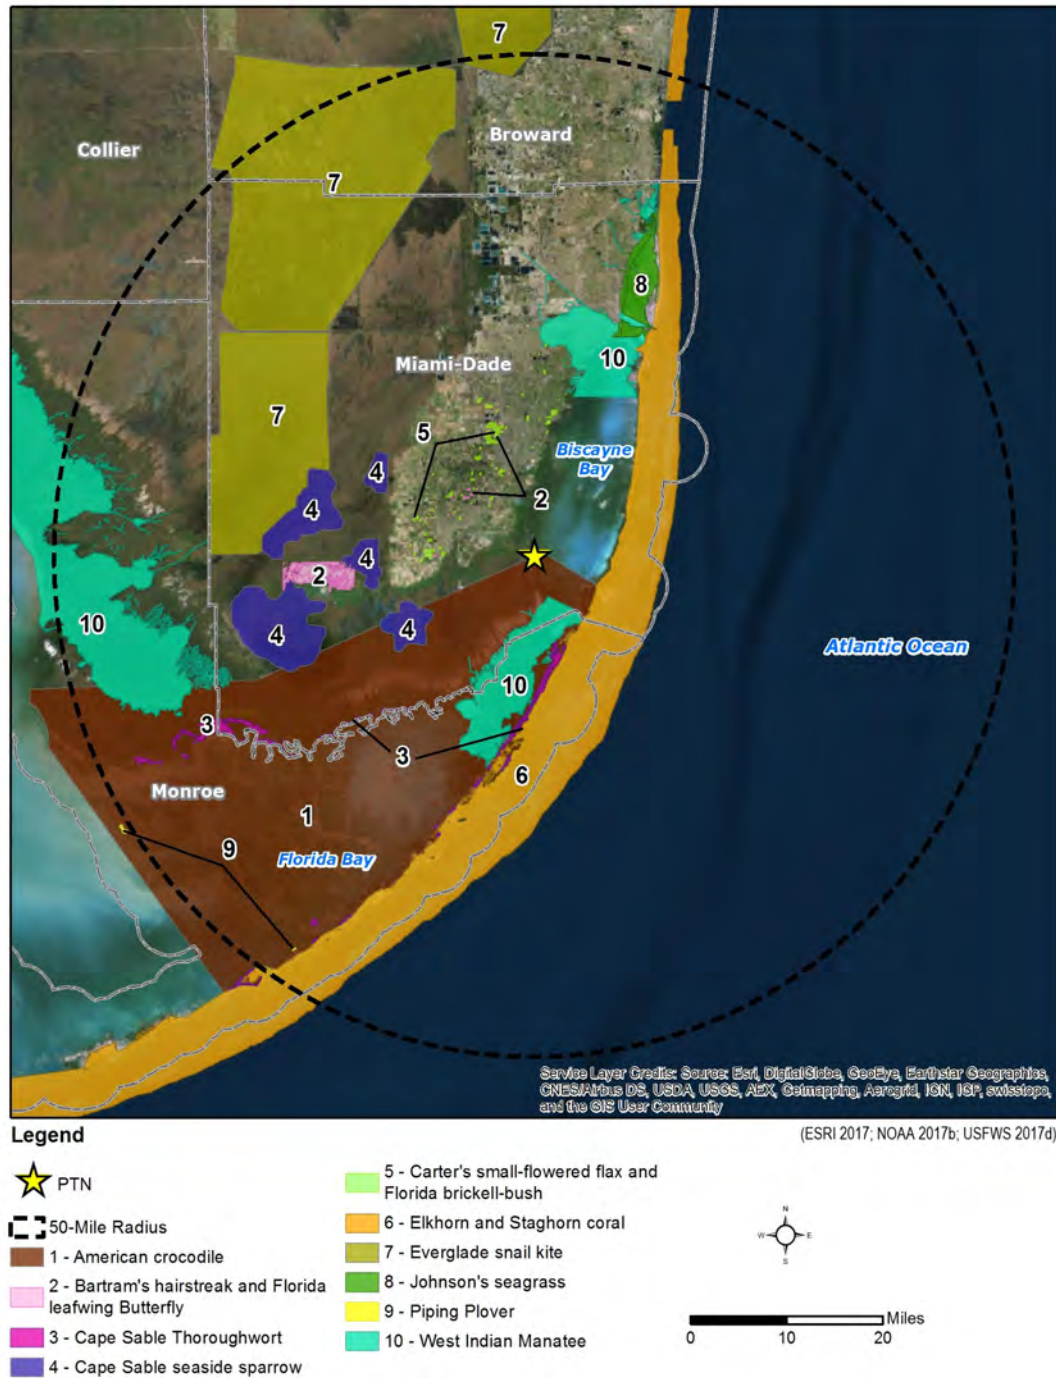 7
Collier
Broward
7
8
10
Miami-Dade
7
5
Biscayne
Bay
4
2
4
4
2
10
4
4
Atlantic Ocean
10
3
3
6
Monroe
1
9
Florida Bay
Service Layer Credits: Source: Esri, DigitalGlobe, GeoEye, Earthstar Geographics,
CNES/Airbus DS, USDA, USGS, AEX, Getmapping, Aerogrid, IGN, IGP, swisstopo,
and the GIS User Community
Legend
(ESRI 2017; NOAA 2017b; USFWS 2017d)
PTN
50-Mile Radius
1 - American crocodile
2 - Bartram's hairstreak and Florida
leafwing Butterfly
3 - Cape Sable Thoroughwort
4 - Cape Sable seaside sparrow
5 - Carter's small-flowered flax and
Florida brickell-bush
6 - Elkhorn and Staghorn coral
7 - Everglade snail kite
8 - Johnson's seagrass
9 - Piping Plover
10 - West Indian Manatee
N
W E
S
Miles
0 10 20